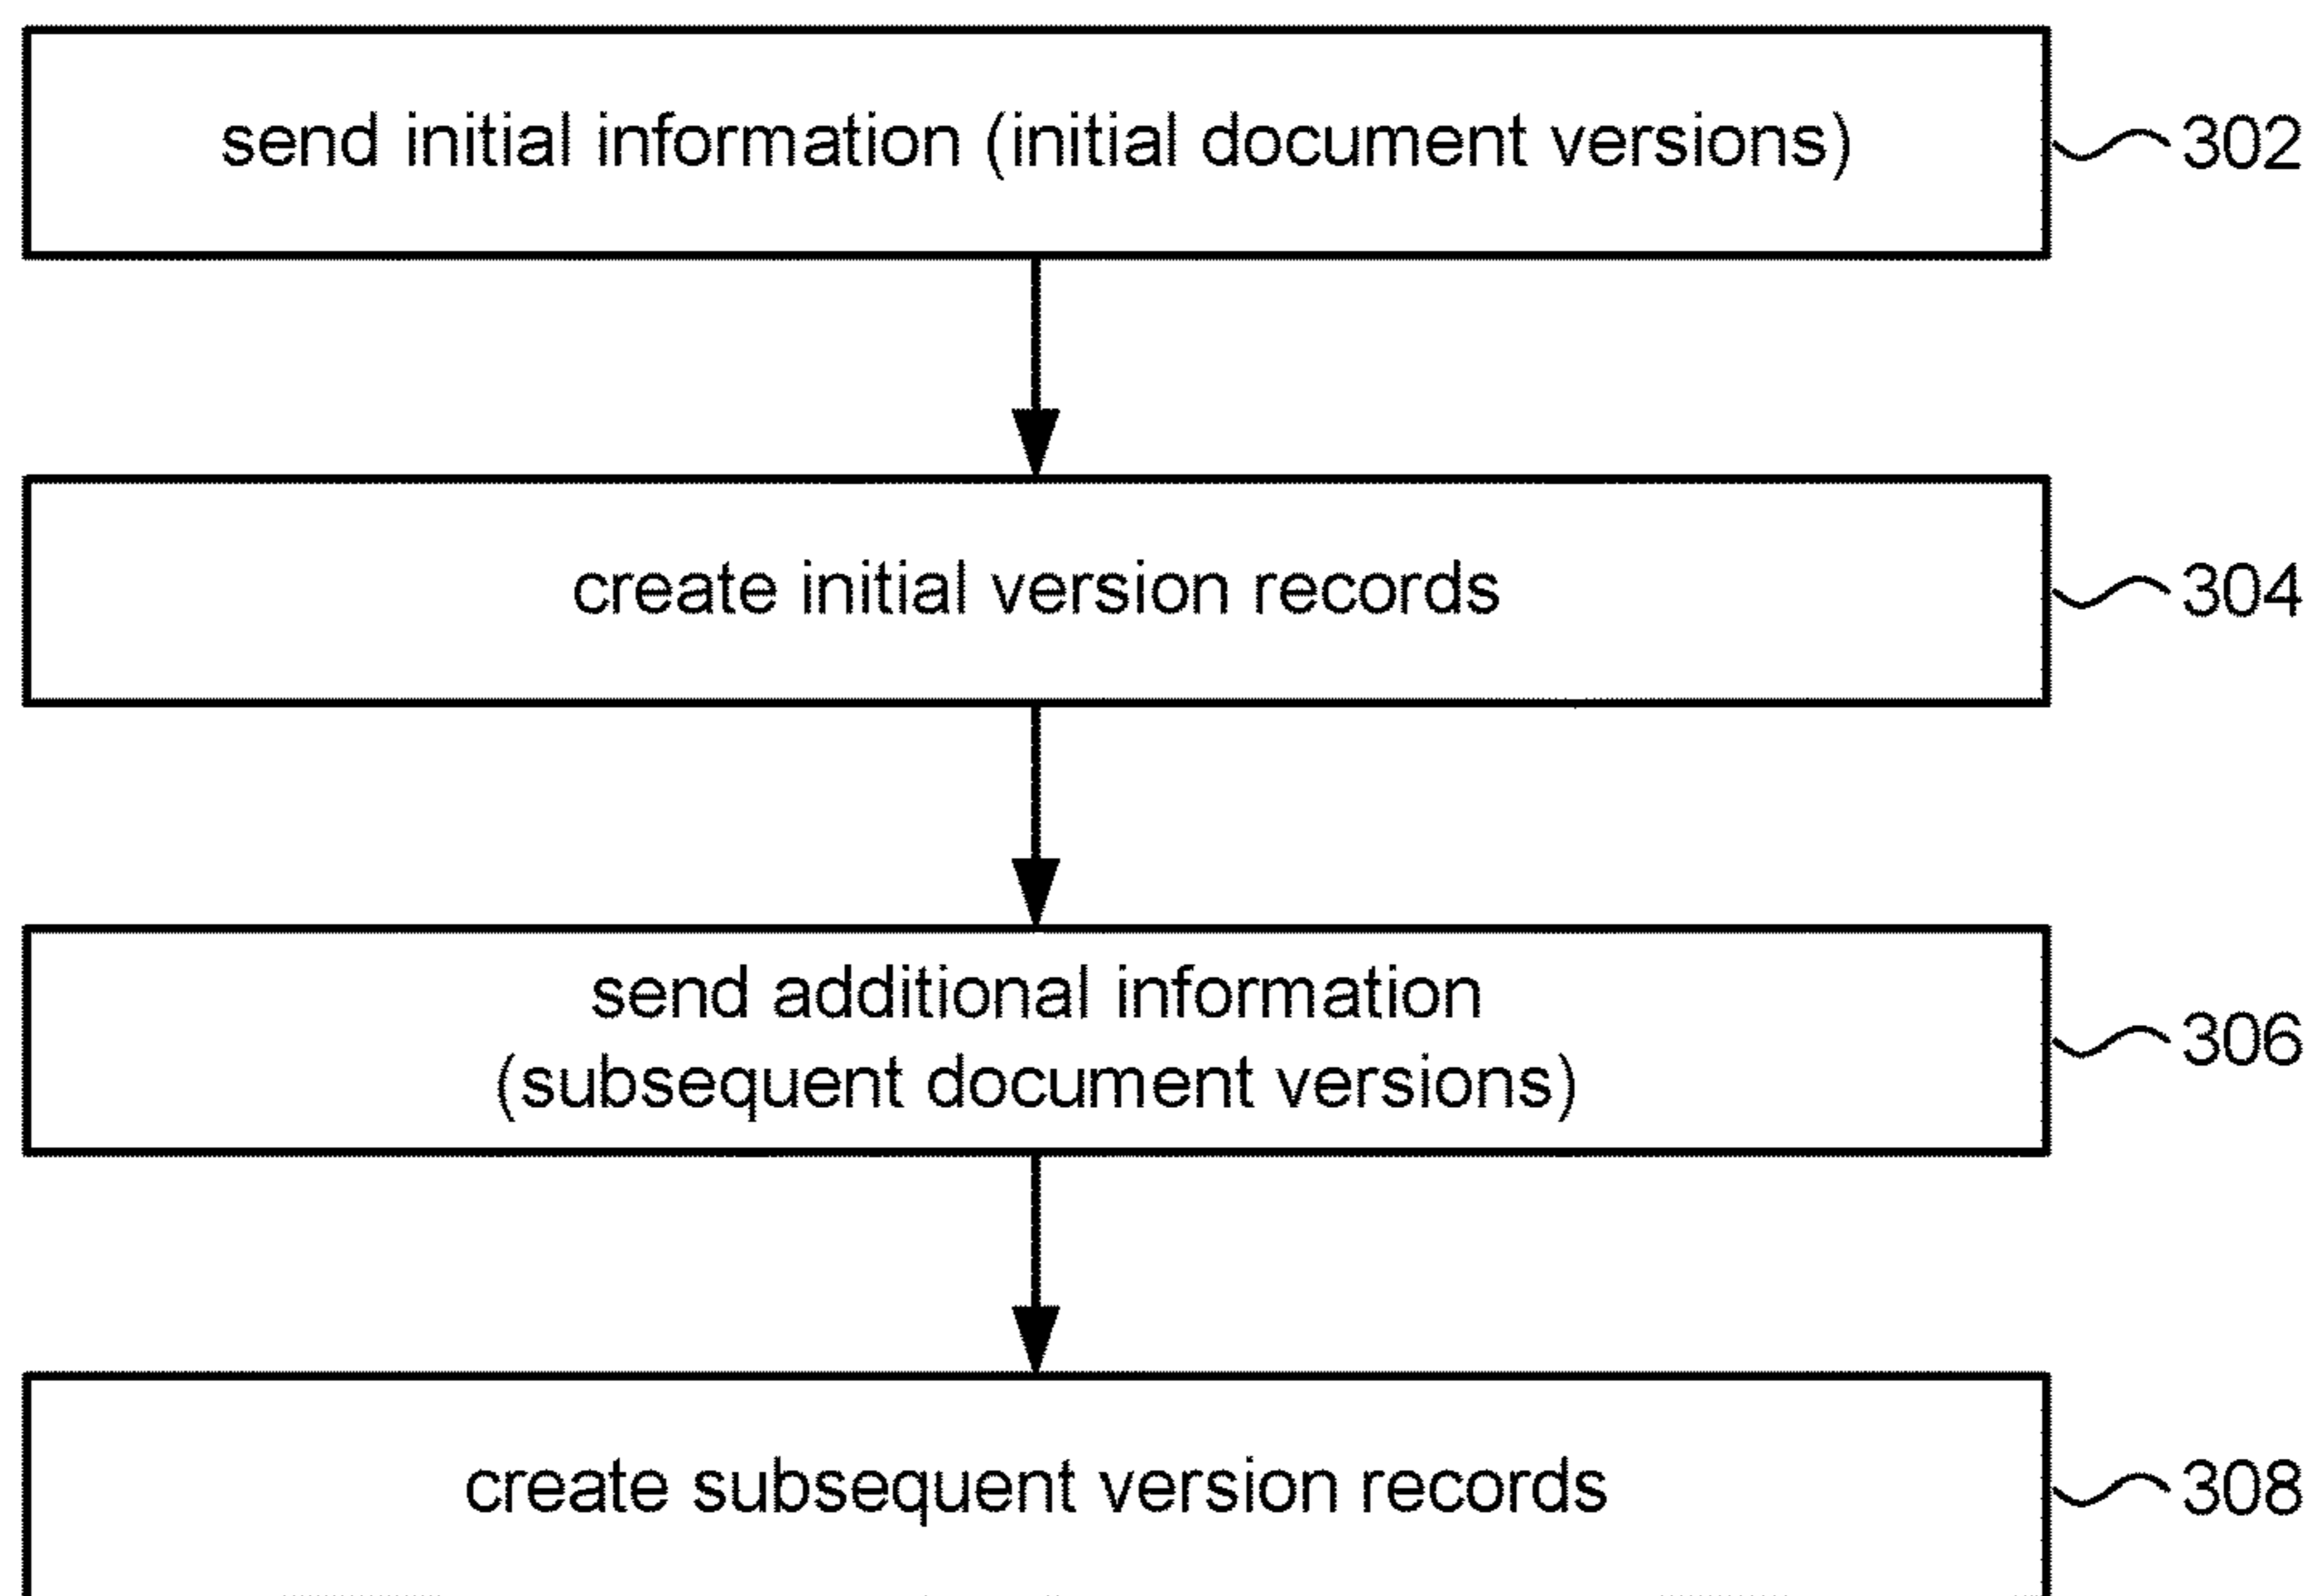 send initial information (initial document versions)
302
create initial version records
304
send additional information
(subsequent document versions)
306
create subsequent version records
308